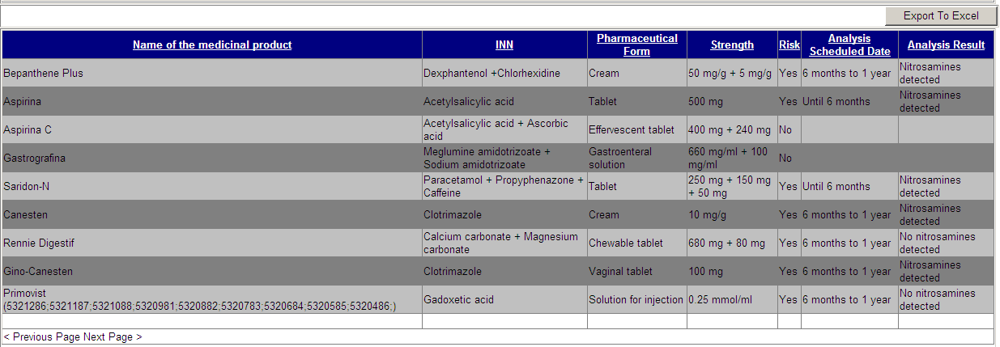 Export To Excel
Name of the medicinal product INN Pharmaceutical Form Strength Risk Analysis Scheduled Date Analysis Result
Bepanthene Plus Dexphantenol +Chlorhexidine Cream 50 mg/g + 5 mg/g Yes 6 months to 1 year Nitrosamines detected
Aspirina Acetylsalicylic acid Tablet 500 mg Yes Until 6 months Nitrosamines detected
Aspirina C Acetylsalicylic acid + Ascorbic acid Effervescent tablet 400 mg + 240 mg No
Gastrografina Meglumine amidotrizoate + Sodium amidotrizoate Gastroenteral solution 660 mg/ml + 100 mg/ml No
Saridon-N Paracetamol + Propyphenazone + Caffeine Tablet 250 mg + 150 mg + 50 mg Yes Until 6 months Nitrosamines detected
Canesten Clotrimazole Cream 10 mg/g Yes 6 months to 1 year Nitrosamines detected
Rennie Digestif Calcium carbonate + Magnesium carbonate Chewable tablet 680 mg + 80 mg Yes 6 months to 1 year No nitrosamines detected
Gino-Canesten Clotrimazole Vaginal tablet 100 mg Yes 6 months to 1 year Nitrosamines detected
Primovist (5321286;5321187;5321088;5320981;5320882;5320783;5320684;5320585;5320486;) Gadoxetic acid Solution for injection 0.25 mmol/ml Yes 6 months to 1 year No nitrosamines detected
< Previous Page Next Page >